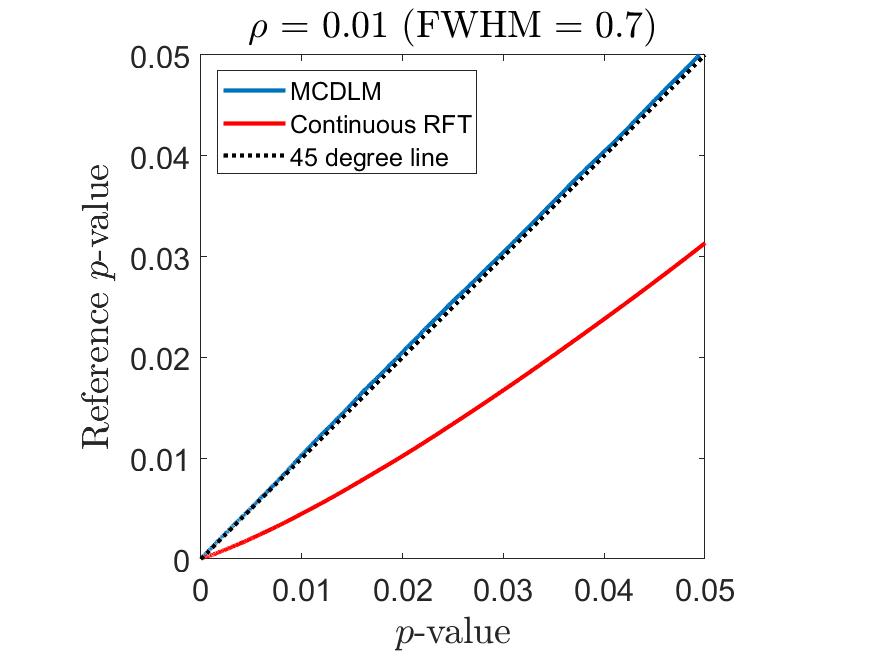 ρ = 0.01 (FWHM = 0.7)
0.05
0.04
0.03
0.02
0.01
0
Reference p-value
MCDLM
Continuous RFT
45 degree line
0 0.01 0.02 0.03 0.04 0.05
p-value